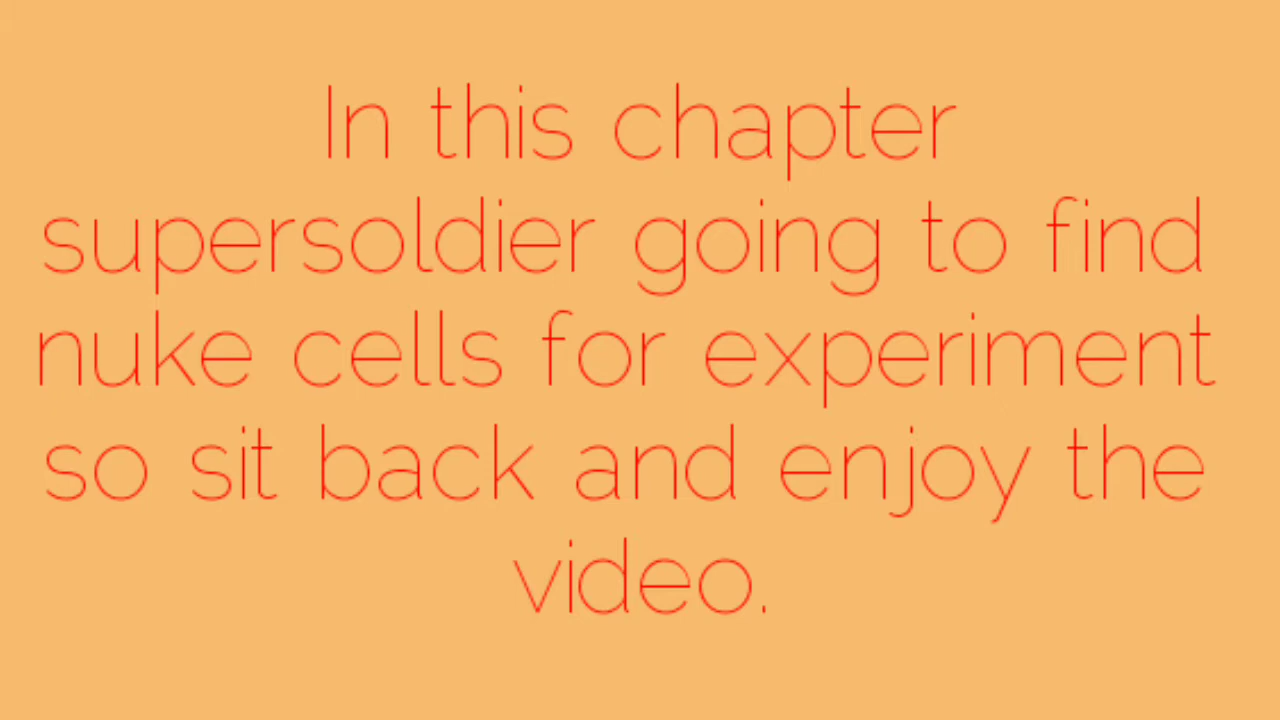 In this chapter
supersoldier going to find
nuke cells for experiment
so sit back and enjoy the
video.